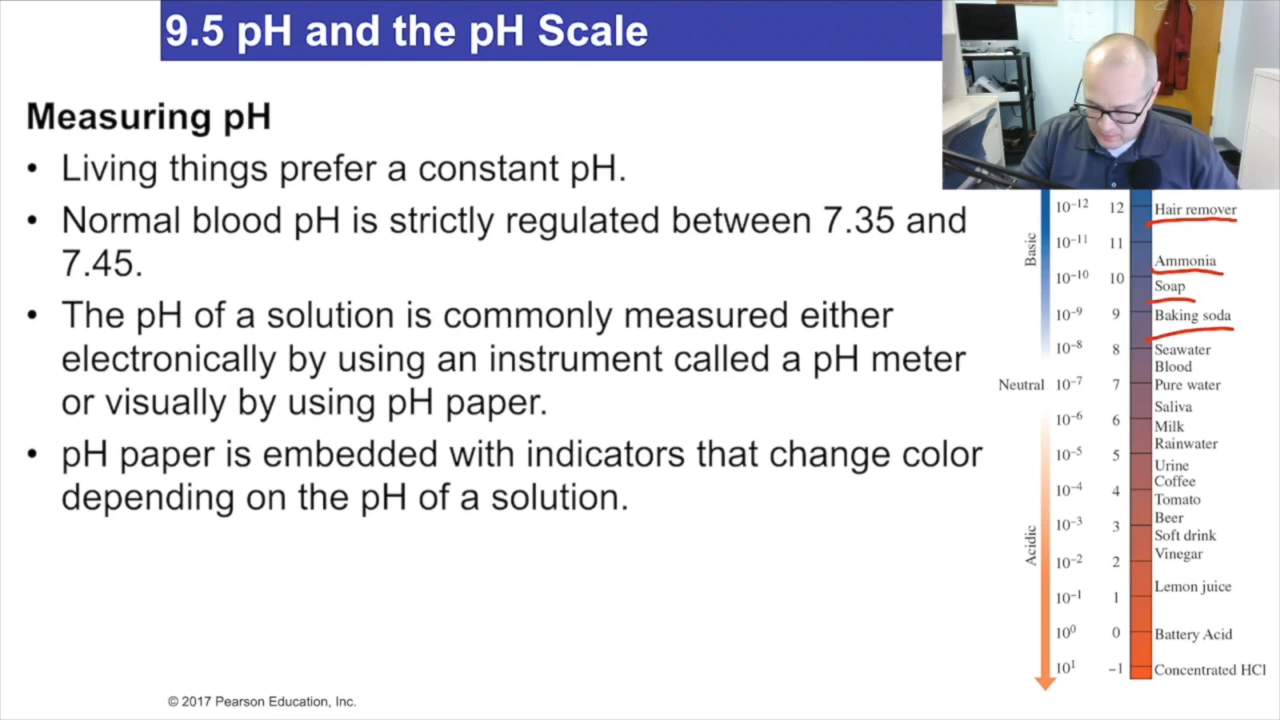 9.5 pH and the pH Scale
Measuring pH
• Living things prefer a constant pH.
• Normal blood pH is strictly regulated between 7.35 and
7.45.
• The pH of a solution is commonly measured either
electronically by using an instrument called a pH meter
or visually by using pH paper.
• pH paper is embedded with indicators that change color
depending on the pH of a solution.
Basic
Neutral
Acidic
10⁻¹² 12 Hair remover
10⁻¹¹ 11
Ammonia
10⁻¹⁰ 10
Soap
10⁻⁹ 9 Baking soda
10⁻⁸ 8 Seawater
Blood
10⁻⁷ 7 Pure water
Saliva
10⁻⁶ 6 Milk
Rainwater
10⁻⁵ 5
Urine
Coffee
10⁻⁴ 4 Tomato
Beer
10⁻³ 3
Soft drink
Vinegar
10⁻² 2
Lemon juice
10⁻¹ 1
10⁰ 0 Battery Acid
10¹ −1 Concentrated HCl
© 2017 Pearson Education, Inc.